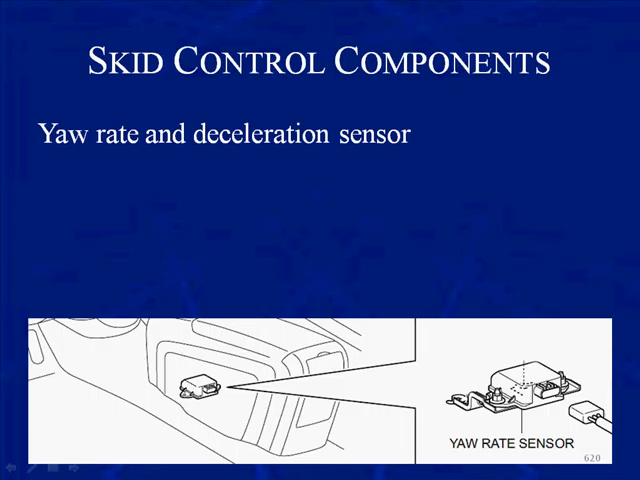 SKID CONTROL COMPONENTS
Yaw rate and deceleration sensor
YAW RATE SENSOR
620